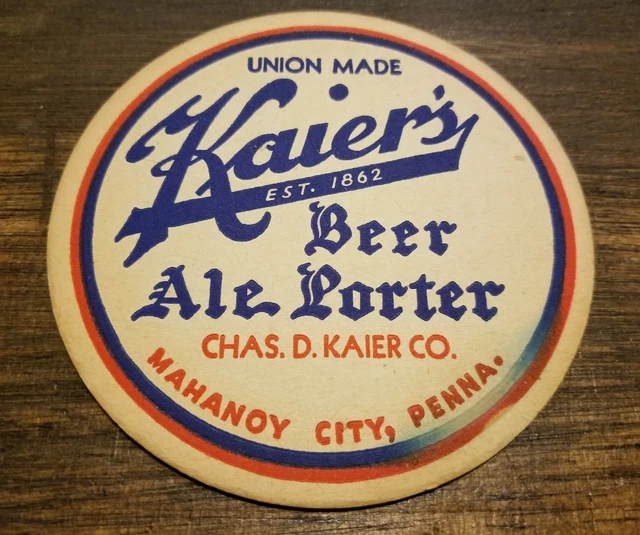 UNION MADE
Kaier's
EST. 1862
Beer
Ale Porter
CHAS. D. KAIER CO.
MAHANOY CITY, PENNA.